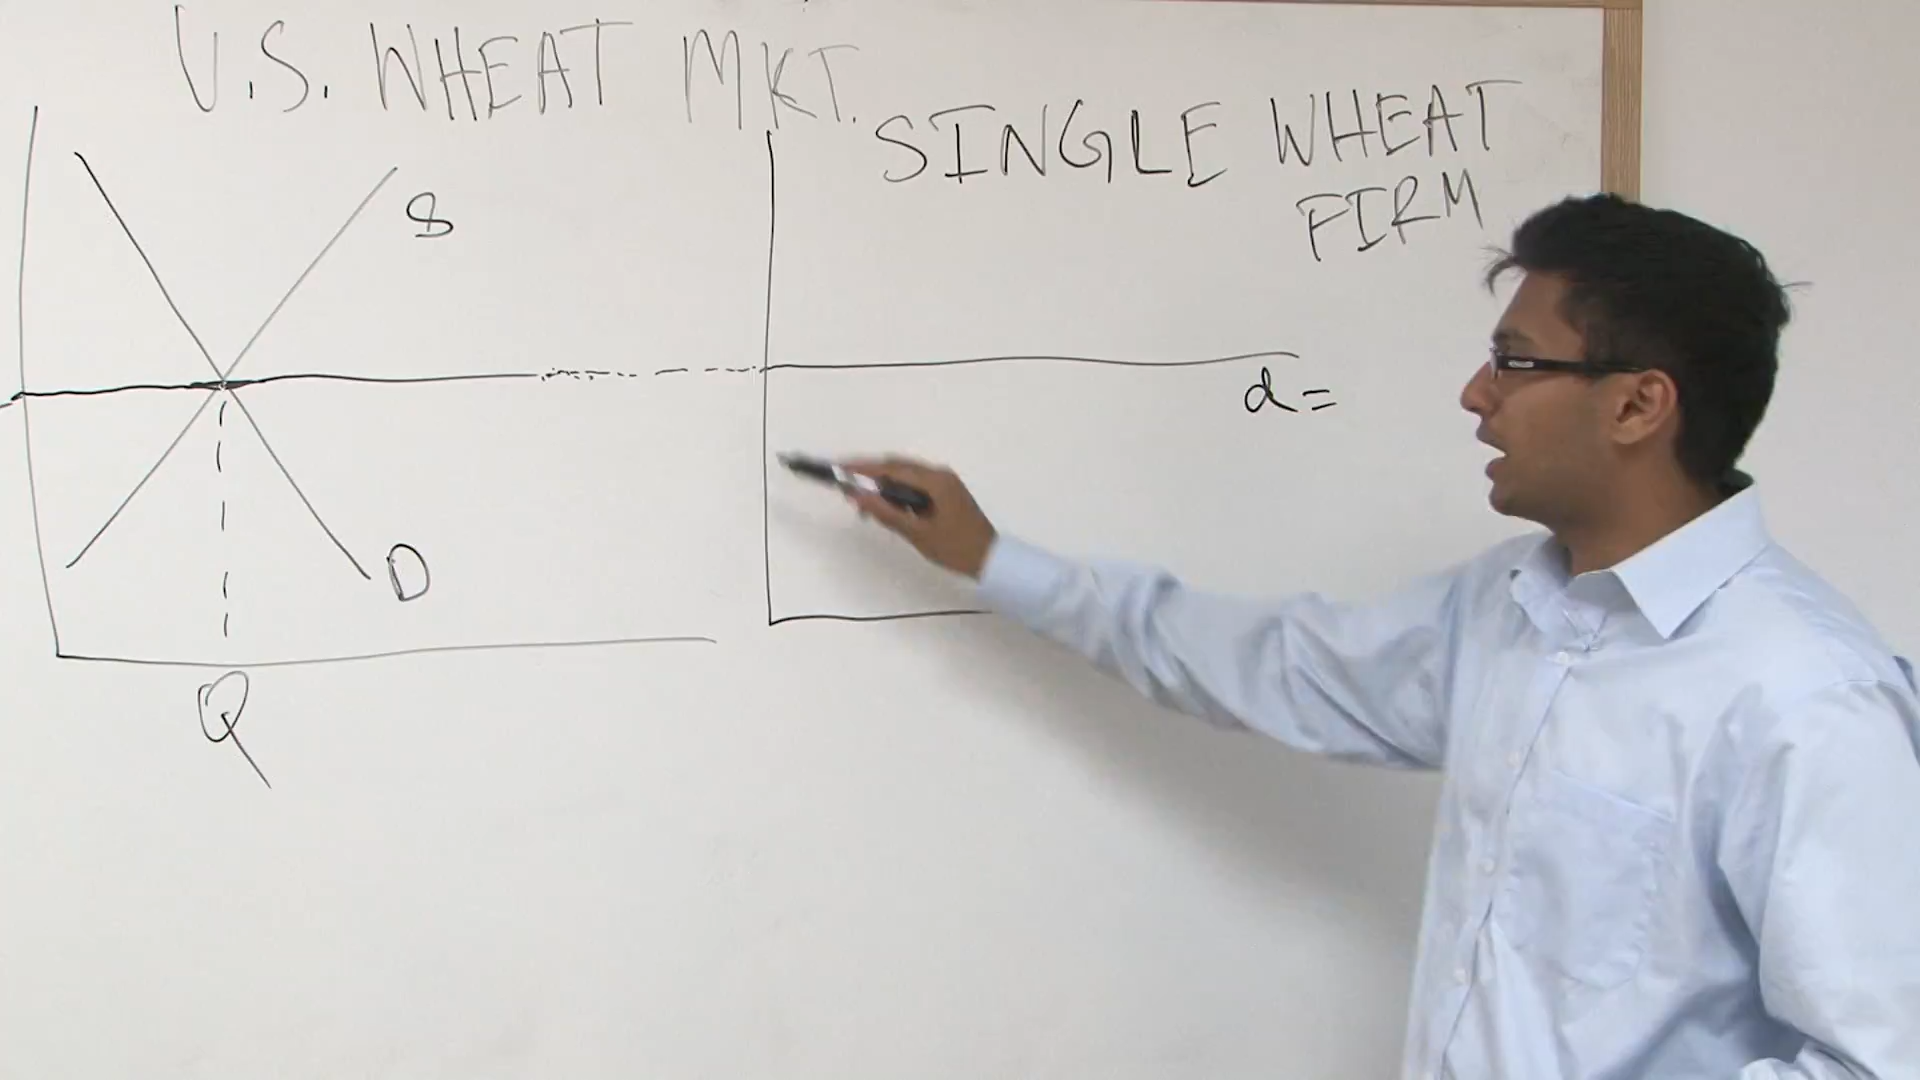 U.S. WHEAT MKT.
SINGLE WHEAT
FIRM
S
d=
D
Q